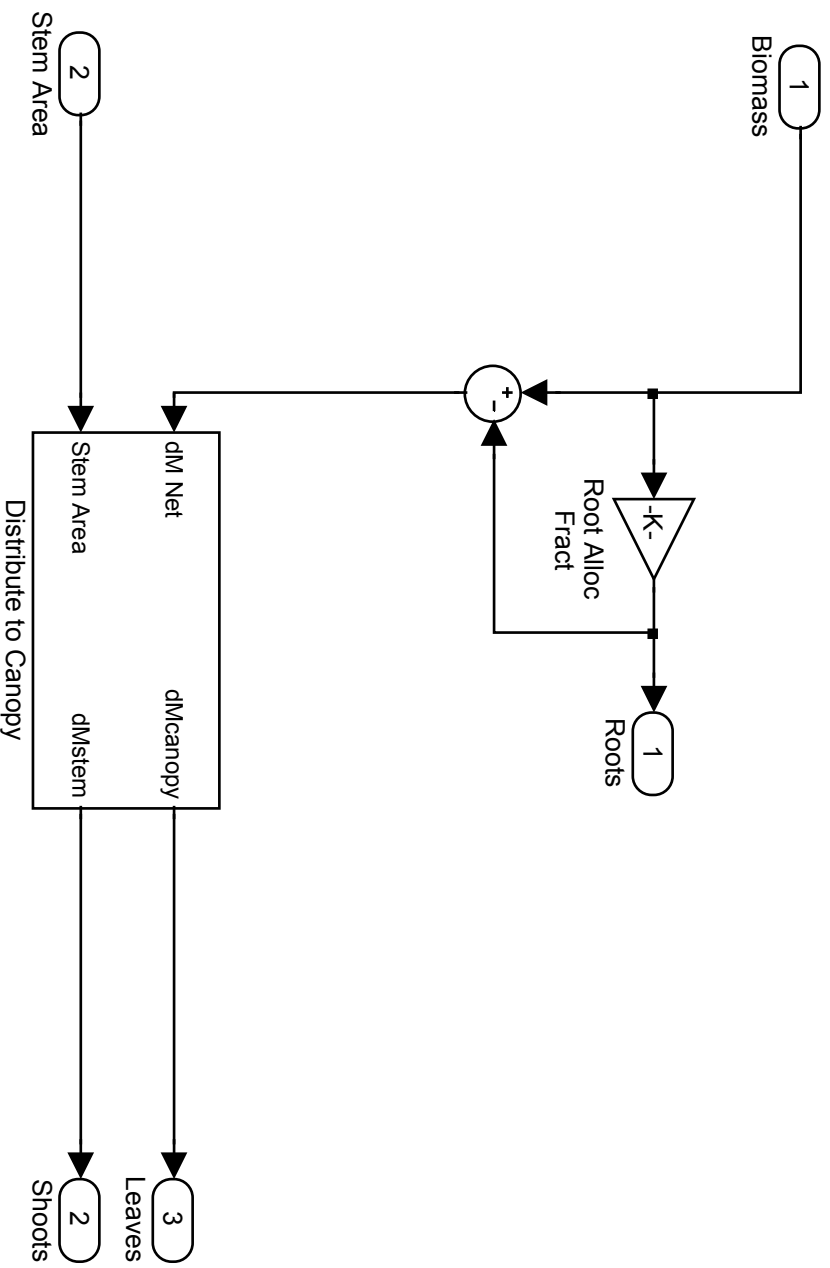 1
Biomass
-K-
Root Alloc
Fract
1
Roots
+
-
dM Net
dMcanopy
3
Leaves
2
Stem Area
Stem Area
dMstem
2
Shoots
Distribute to Canopy